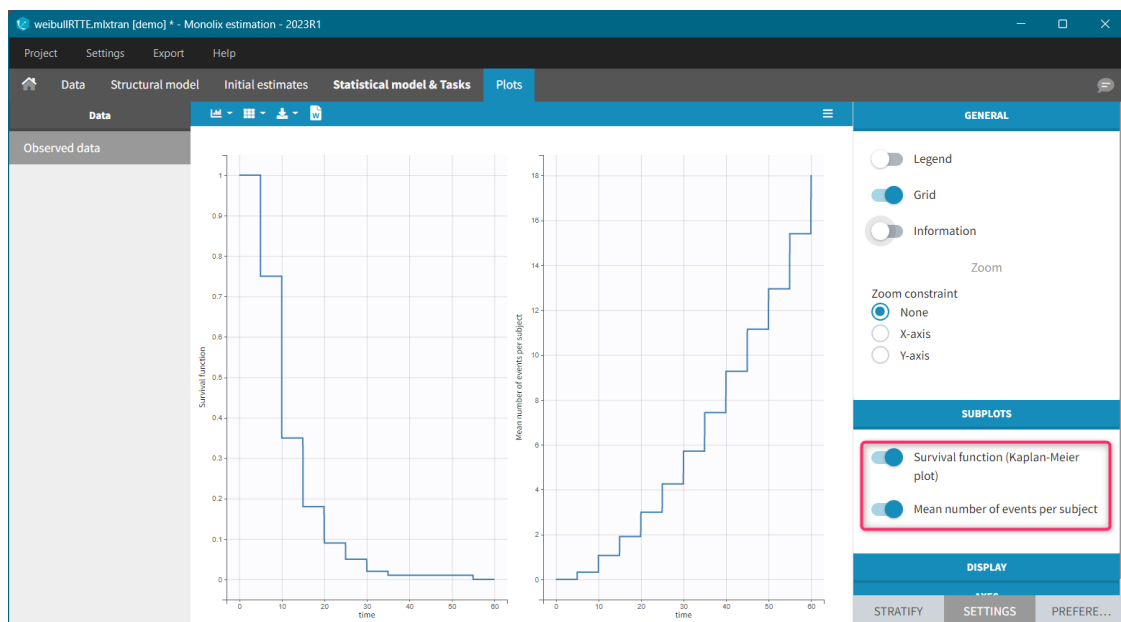 weibullRTTE.mlxtran [demo] * - Monolix estimation - 2023R1
Project Settings Export Help
Data Structural model Initial estimates Statistical model & Tasks Plots
Data
Observed data
W
GENERAL
Legend
Grid
Information
Zoom
Zoom constraint
None
X-axis
Y-axis
SUBPLOTS
Survival function (Kaplan-Meier
plot)
Mean number of events per subject
DISPLAY
AXES
STRATIFY SETTINGS PREFERE...
Survival function
1
0.9
0.8
0.7
0.6
0.5
0.4
0.3
0.2
0.1
0
0 10 20 30 40 50 60
time
Mean number of events per subject
18
16
14
12
10
8
6
4
2
0
0 10 20 30 40 50 60
time